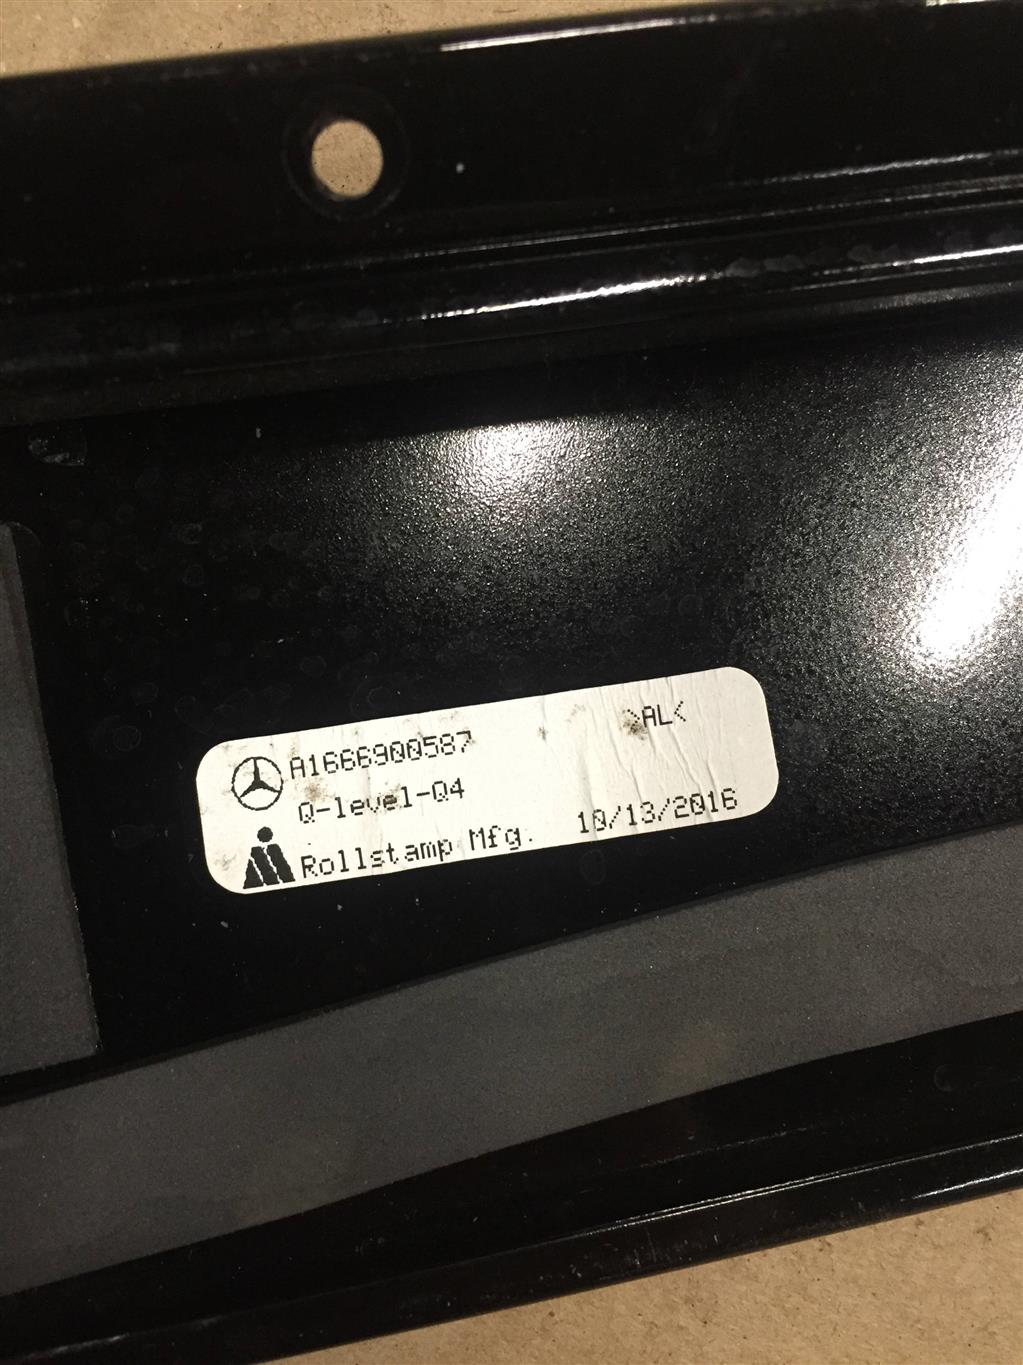 A1666900587
>AL<
Q-level-Q4
Rollstamp Mfg. 10/13/2016